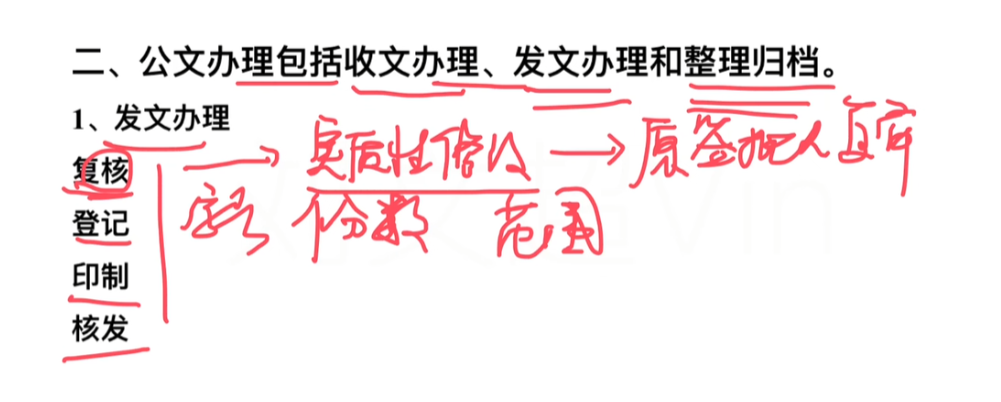 二、公文办理包括收文办理、发文办理和整理归档。
1、发文办理
复核 实质性修改 → 原签批人复审
登记 字号 份数 范围
印制
核发